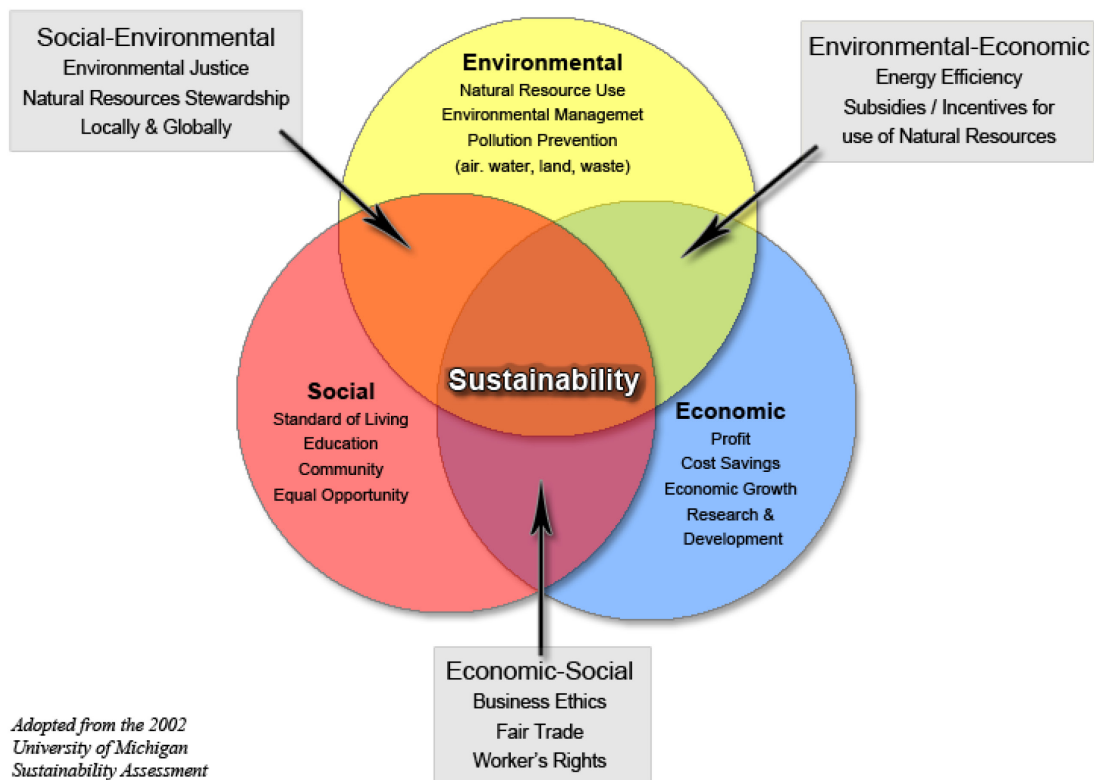 Social-Environmental
Environmental Justice
Natural Resources Stewardship
Locally & Globally
Environmental
Natural Resource Use
Environmental Managemet
Pollution Prevention
(air. water, land, waste)
Environmental-Economic
Energy Efficiency
Subsidies / Incentives for
use of Natural Resources
Sustainability
Social
Standard of Living
Education
Community
Equal Opportunity
Economic
Profit
Cost Savings
Economic Growth
Research &
Development
Economic-Social
Business Ethics
Fair Trade
Worker's Rights
Adopted from the 2002
University of Michigan
Sustainability Assessment